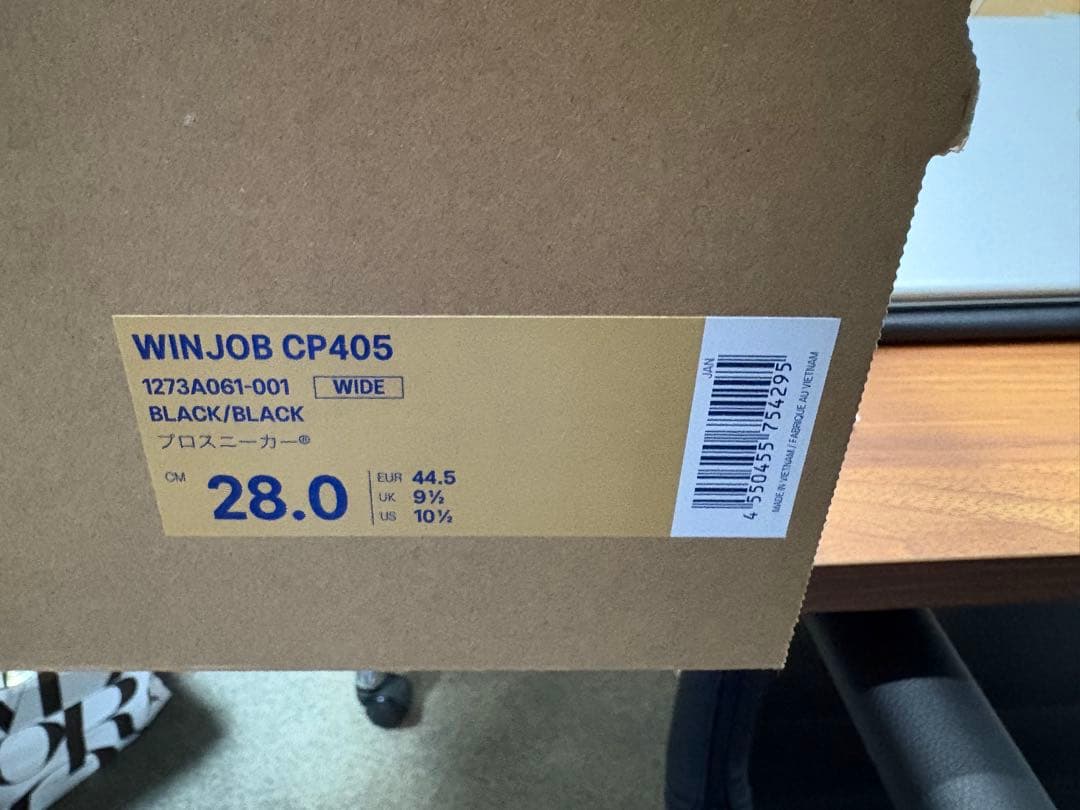 WINJOB CP405
1273A061-001 WIDE
BLACK/BLACK
プロスニーカー®
CM 28.0
EUR 44.5
UK 9½
US 10½
JAN
4 550455 754295
MADE IN VIETNAM / FABRIQUE AU VIETNAM